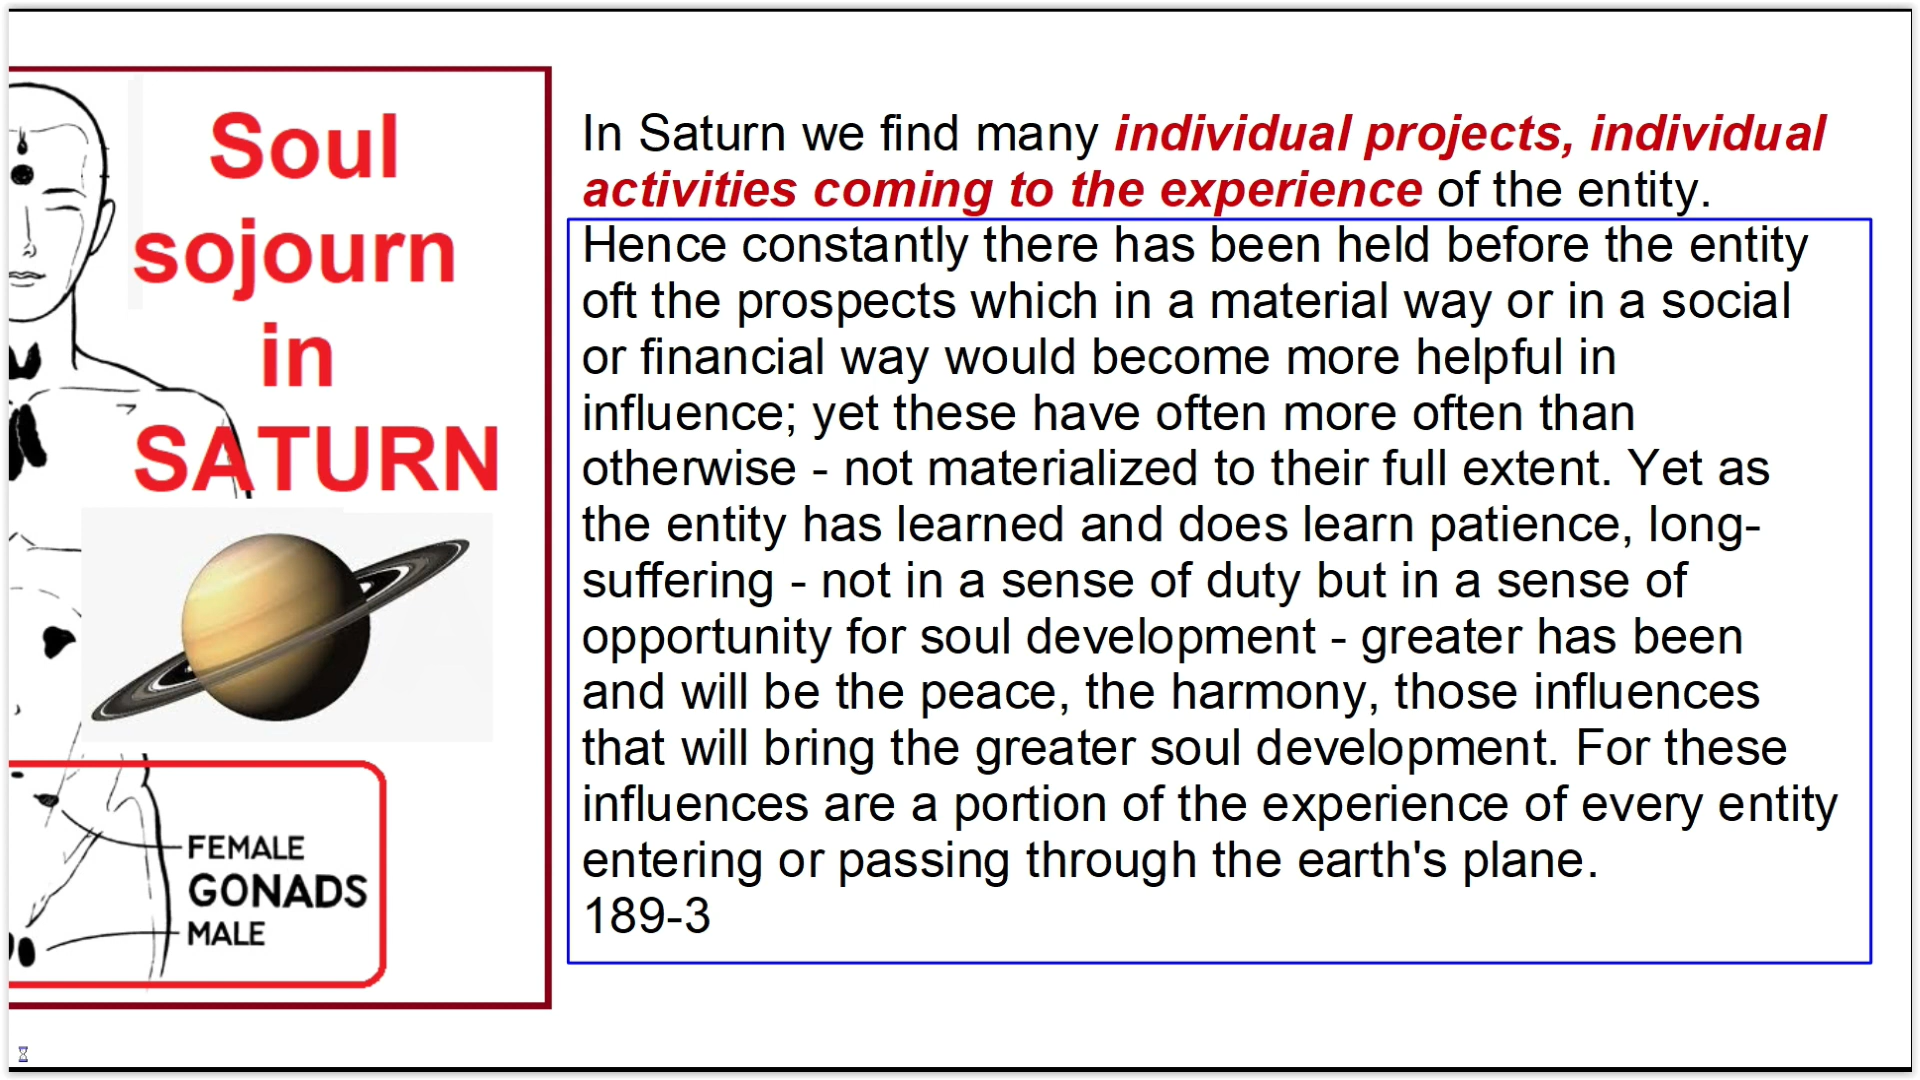 Soul
sojourn
in
SATURN
FEMALE
GONADS
MALE
In Saturn we find many individual projects, individual
activities coming to the experience of the entity.
Hence constantly there has been held before the entity
oft the prospects which in a material way or in a social
or financial way would become more helpful in
influence; yet these have often more often than
otherwise - not materialized to their full extent. Yet as
the entity has learned and does learn patience, long-
suffering - not in a sense of duty but in a sense of
opportunity for soul development - greater has been
and will be the peace, the harmony, those influences
that will bring the greater soul development. For these
influences are a portion of the experience of every entity
entering or passing through the earth's plane.
189-3